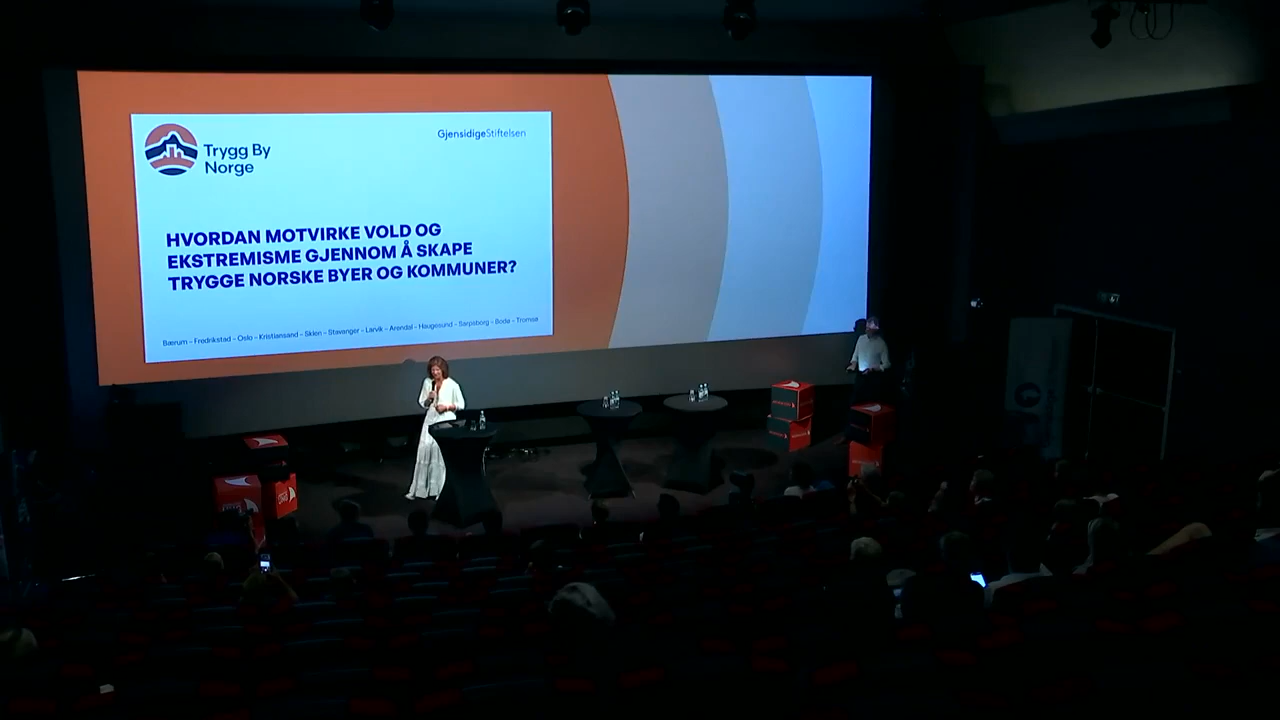 Trygg By
Norge
GjensidigeStiftelsen
HVORDAN MOTVIRKE VOLD OG
EKSTREMISME GJENNOM Å SKAPE
TRYGGE NORSKE BYER OG KOMMUNER?
Bærum – Fredrikstad – Oslo – Kristiansand – Skien – Stavanger – Larvik – Arendal – Haugesund – Sarpsborg – Bodø – Tromsø